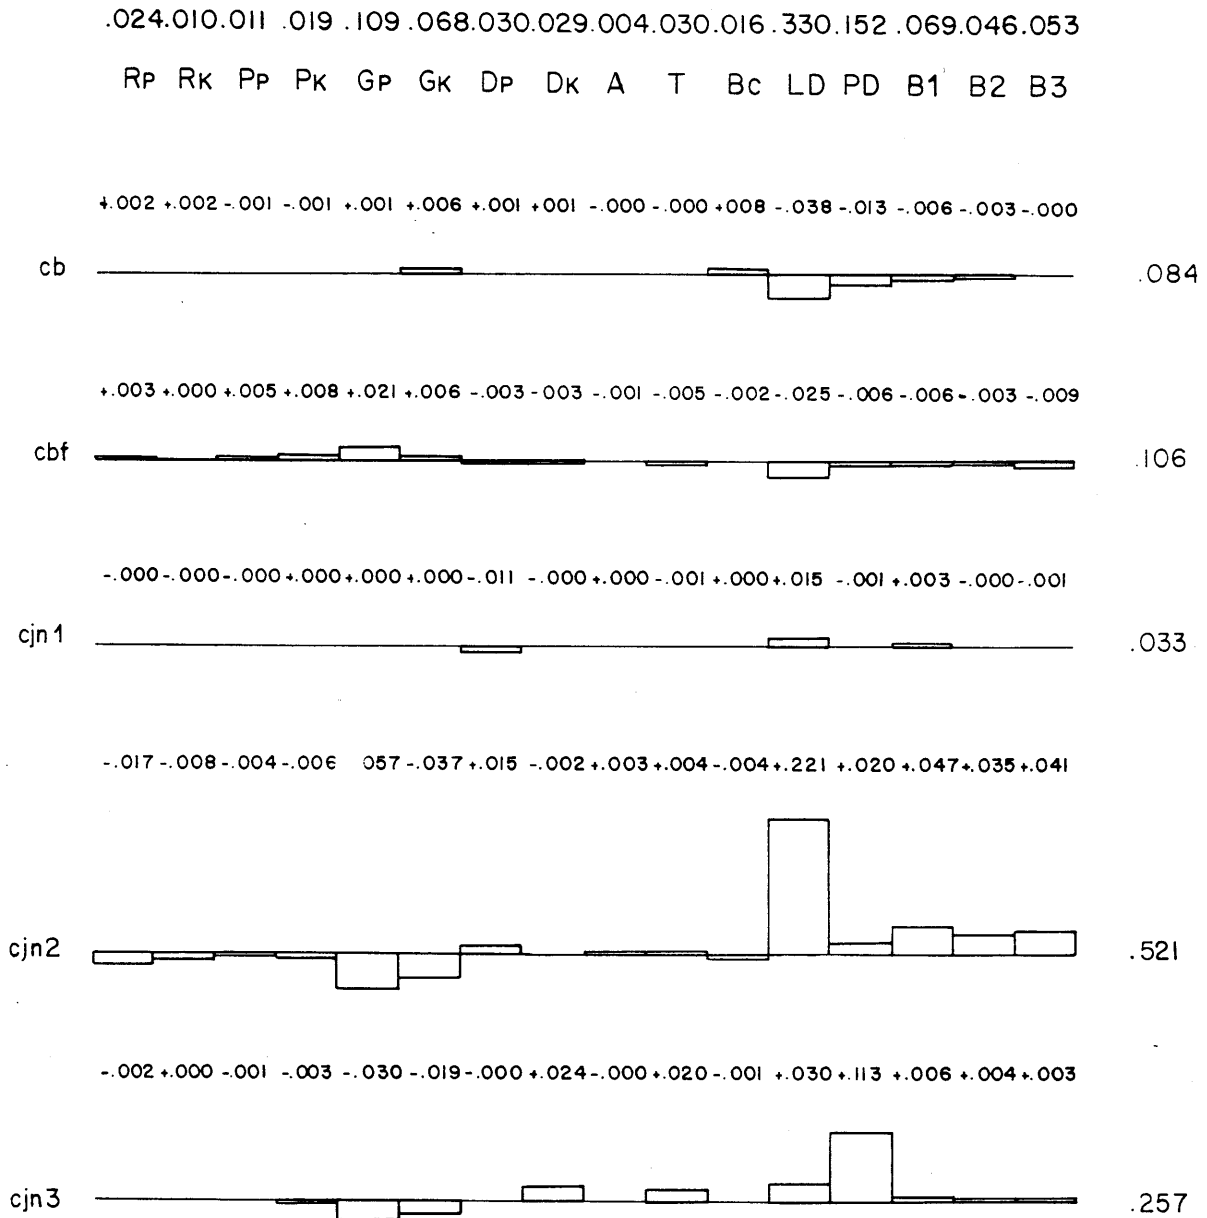 .024 .010 .011 .019 .109 .068 .030 .029 .004 .030 .016 .330 .152 .069 .046 .053
RP RK PP PK GP GK DP DK A T BC LD PD B1 B2 B3
+.002 +.002 -.001 -.001 +.001 +.006 +.001 +001 -.000 -.000 +008 -.038 -.013 -.006 -.003 -.000
cb .084
+.003 +.000 +.005 +.008 +.021 +.006 -.003 -003 -.001 -.005 -.002 -.025 -.006 -.006 -.003 -.009
cbf .106
-.000 -.000 -.000 +.000 +.000 +.000 -.011 -.000 +.000 -.001 +.000 +.015 -.001 +.003 -.000 -.001
cjn1 .033
-.017 -.008 -.004 -.006 057 -.037 +.015 -.002 +.003 +.004 -.004 +.221 +.020 +.047 +.035 +.041
cjn2 .521
-.002 +.000 -.001 -.003 -.030 -.019 -.000 +.024 -.000 +.020 -.001 +.030 +.113 +.006 +.004 +.003
cjn3 .257